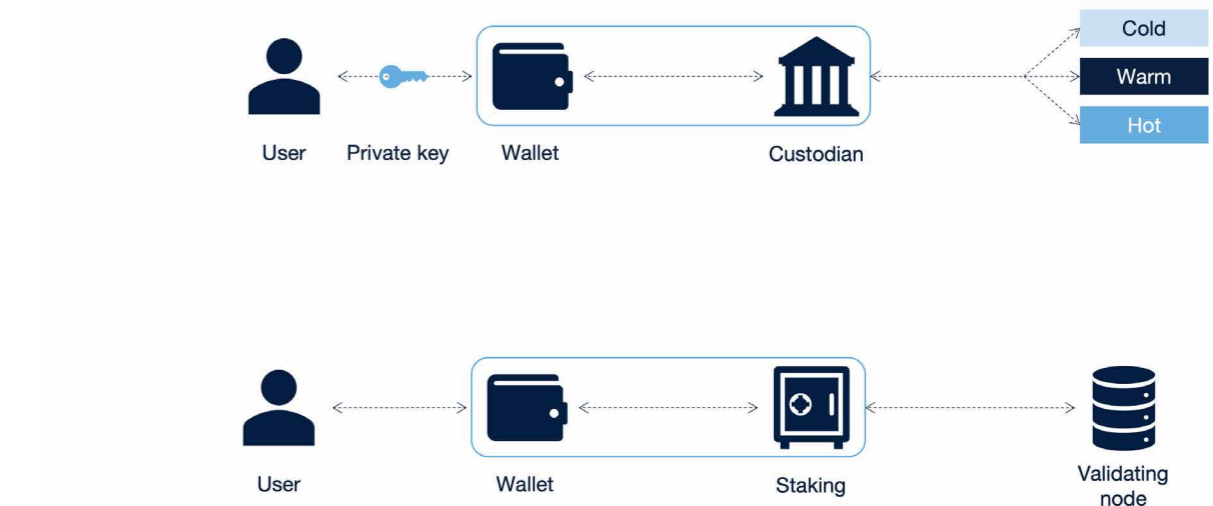 Cold
Warm
Hot
User
Private key
Wallet
Custodian
User
Wallet
Staking
Validating
node